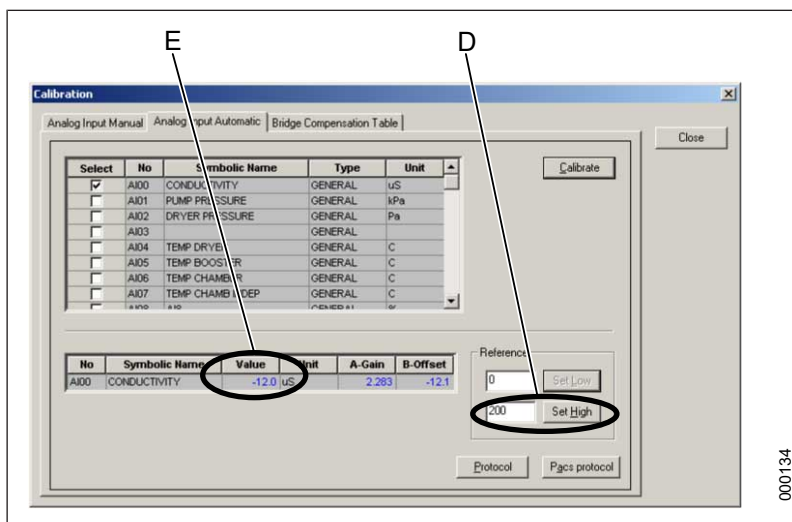 E D
Calibration
Analog Input Manual Analog Input Automatic Bridge Compensation Table
Close
Select No Symbolic Name Type Unit
Calibrate
AI00 CONDUCTIVITY GENERAL uS
AI01 PUMP PRESSURE GENERAL kPa
AI02 DRYER PRESSURE GENERAL Pa
AI03 GENERAL
AI04 TEMP DRYER GENERAL C
AI05 TEMP BOOSTER GENERAL C
AI06 TEMP CHAMBER GENERAL C
AI07 TEMP CHAMB INDEP GENERAL C
Reference
No Symbolic Name Value Unit A-Gain B-Offset
AI00 CONDUCTIVITY -12.0 uS 2.283 -12.1
0 Set Low
200 Set High
Protocol Pacs protocol
000134